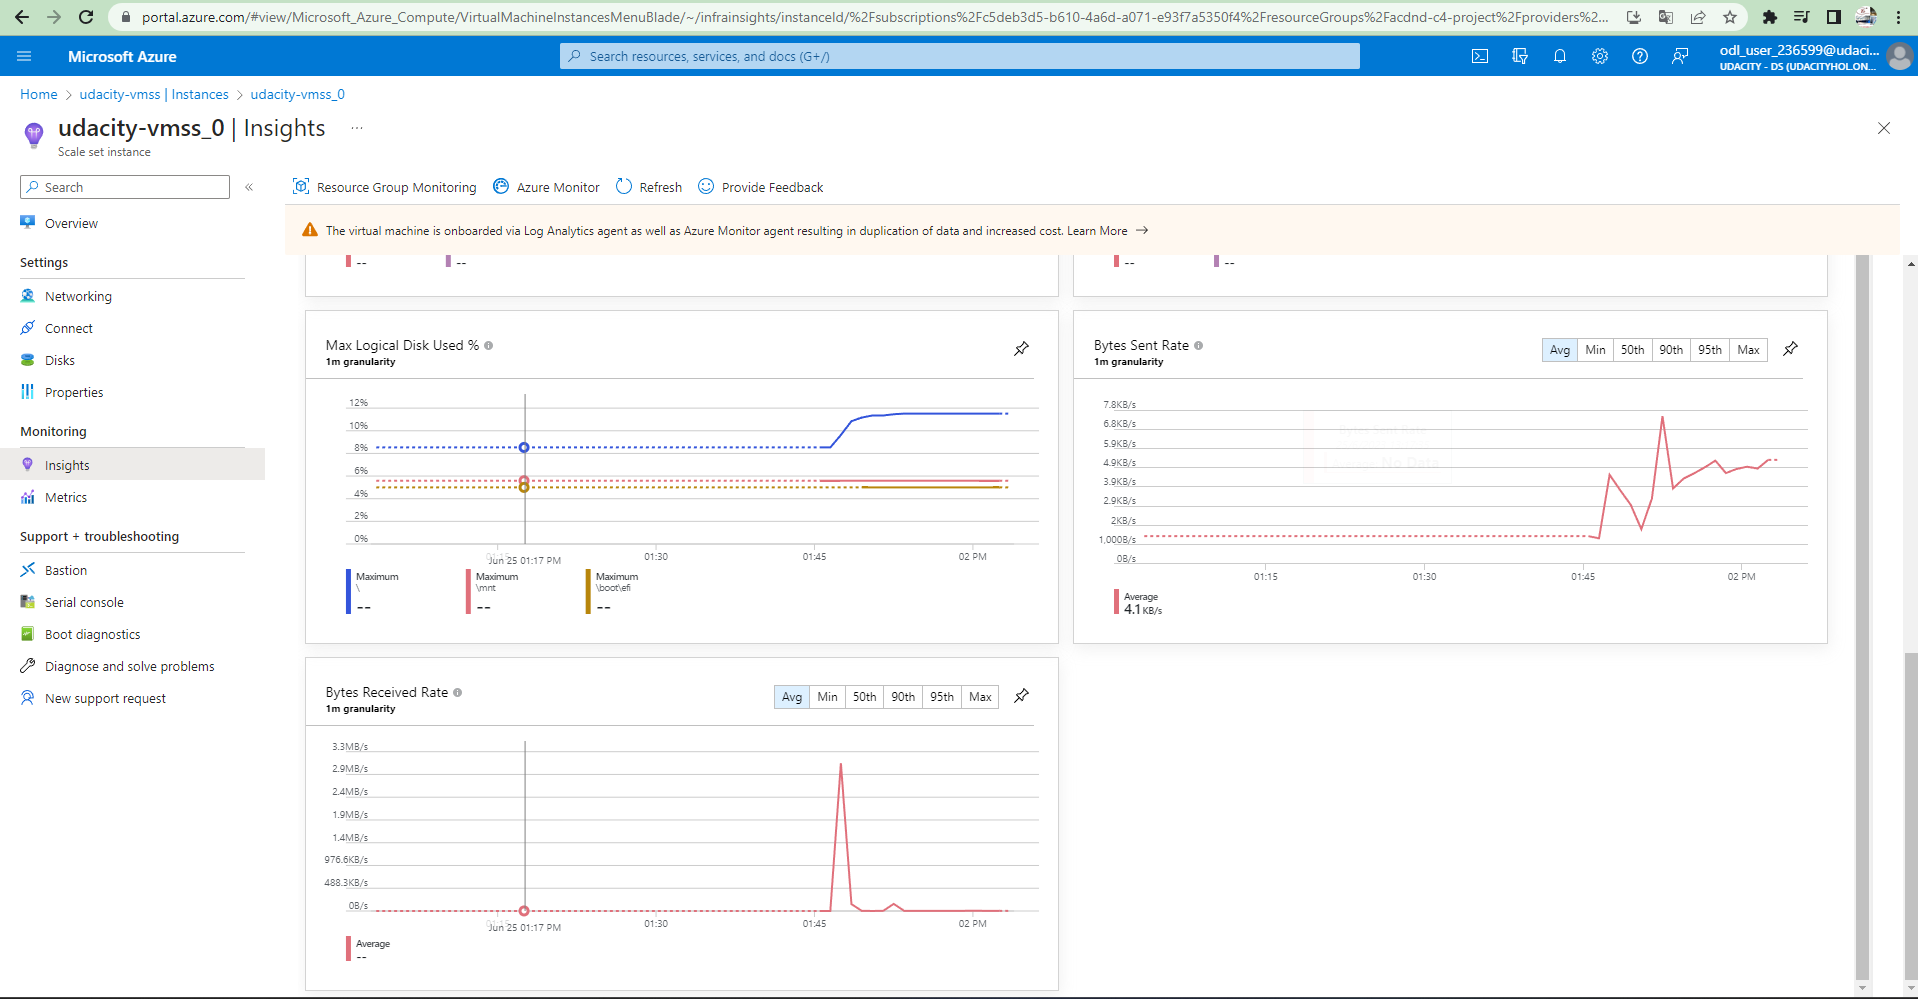 portal.azure.com/#view/Microsoft_Azure_Compute/VirtualMachineInstancesMenuBlade/~/infrainsights/instanceId/%2Fsubscriptions%2Fc5deb3d5-b610-4a6d-a071-e93f7a5350f4%2FresourceGroups%2Facdnd-c4-project%2Fproviders%2...
Microsoft Azure
Search resources, services, and docs (G+/)
odl_user_236599@udaci...
UDACITY - DS (UDACITYHOL.ON...
Home > udacity-vmss | Instances > udacity-vmss_0
udacity-vmss_0 | Insights ...
Scale set instance
Search
«
Resource Group Monitoring
Azure Monitor
Refresh
Provide Feedback
The virtual machine is onboarded via Log Analytics agent as well as Azure Monitor agent resulting in duplication of data and increased cost. Learn More →
Overview
Settings
Networking
Connect
Disks
Properties
Monitoring
Insights
Metrics
Support + troubleshooting
Bastion
Serial console
Boot diagnostics
Diagnose and solve problems
New support request
-- --
-- --
Max Logical Disk Used %
1m granularity
12%
10%
8%
6%
4%
2%
0%
01:15 01:30 01:45 02 PM
Jun 25 01:17 PM
Maximum
\
--
Maximum
\mnt
--
Maximum
\boot\efi
--
Bytes Sent Rate
1m granularity
Avg Min 50th 90th 95th Max
7.8KB/s
6.8KB/s
5.9KB/s
4.9KB/s
3.9KB/s
2.9KB/s
2KB/s
1,000B/s
0B/s
No Data
01:15 01:30 01:45 02 PM
Average
4.1 KB/s
Bytes Received Rate
1m granularity
Avg Min 50th 90th 95th Max
3.3MB/s
2.9MB/s
2.4MB/s
1.9MB/s
1.4MB/s
976.6KB/s
488.3KB/s
0B/s
01:15 01:30 01:45 02 PM
Jun 25 01:17 PM
Average
--